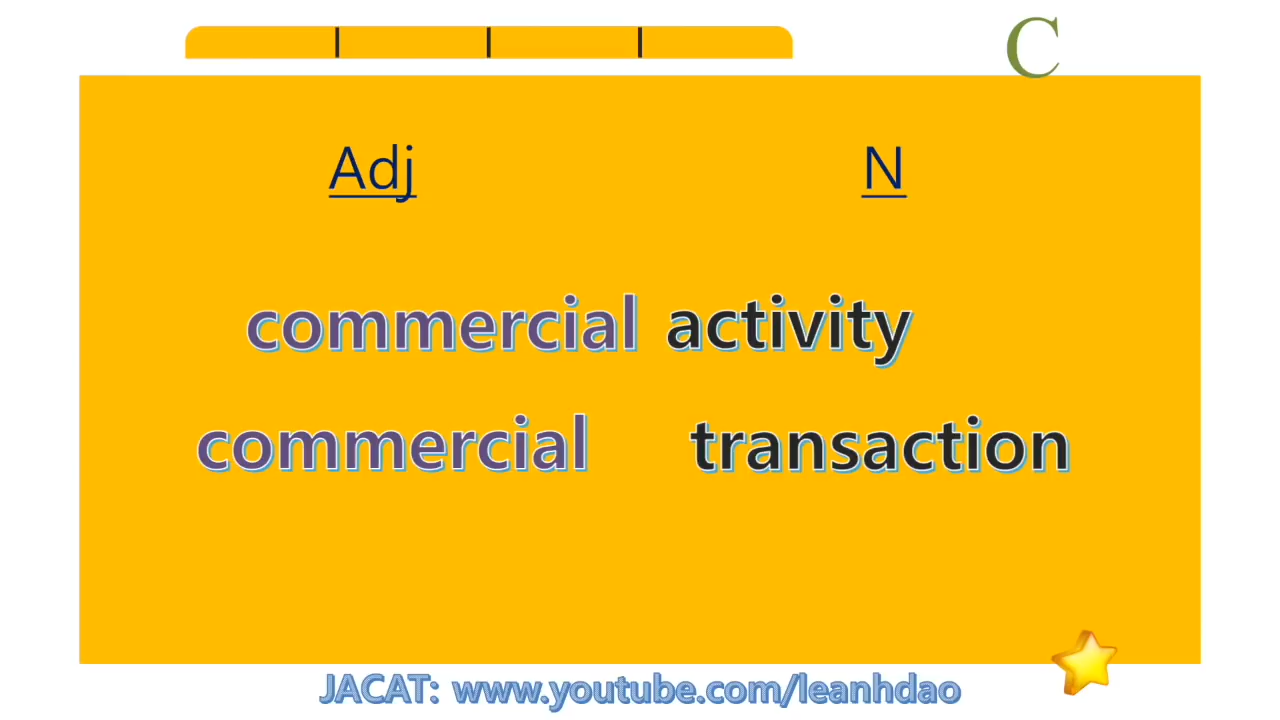 C
Adj N
commercial activity
commercial transaction
JACAT: www.youtube.com/leanhdao